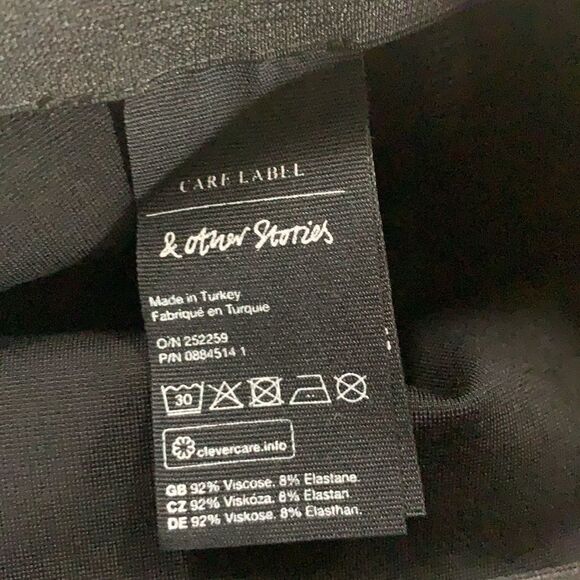 CARE LABEL
& other Stories
Made in Turkey
Fabriqué en Turquie
O/N 252259
P/N 0884514 1
30
clevercare.info
GB 92% Viscose. 8% Elastane.
CZ 92% Viskóza. 8% Elastan
DE 92% Viskose. 8% Elasthan.